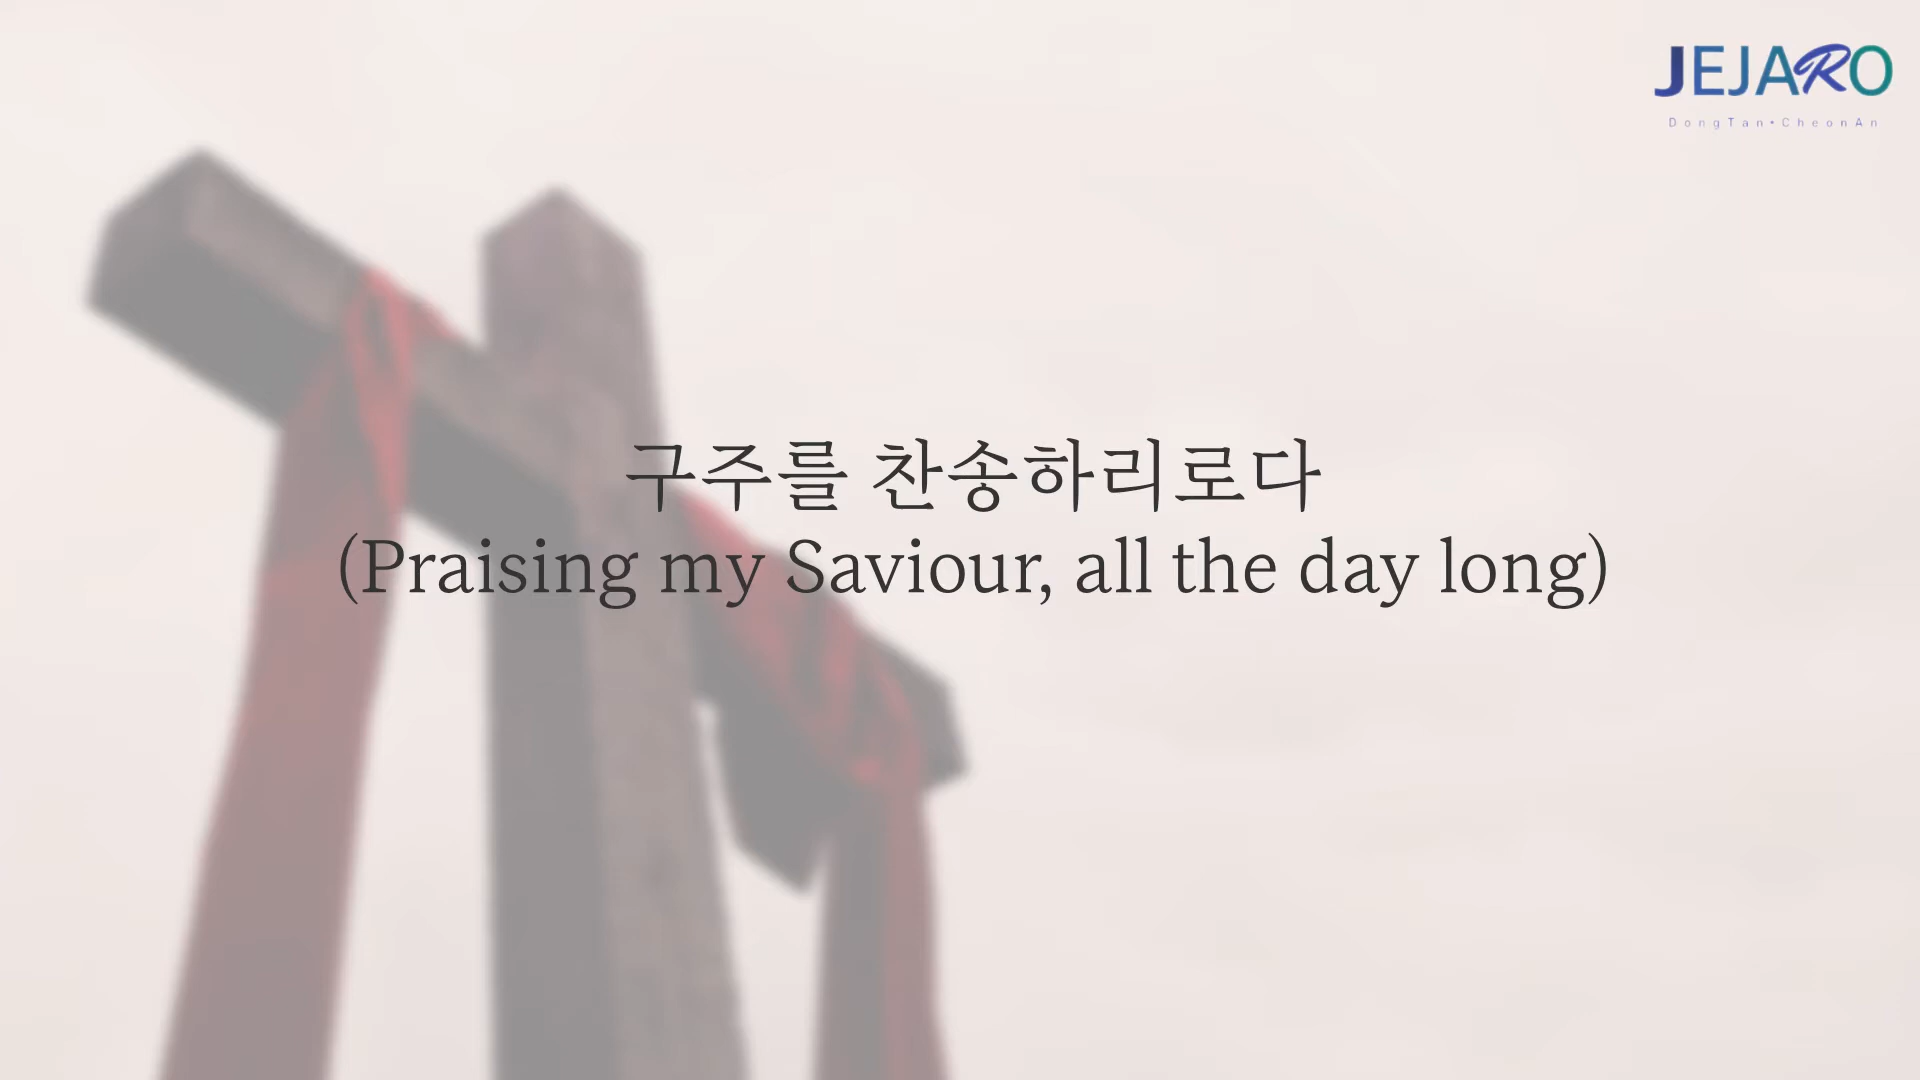 JEJARO
DongTan•CheonAn
구주를 찬송하리로다
(Praising my Saviour, all the day long)